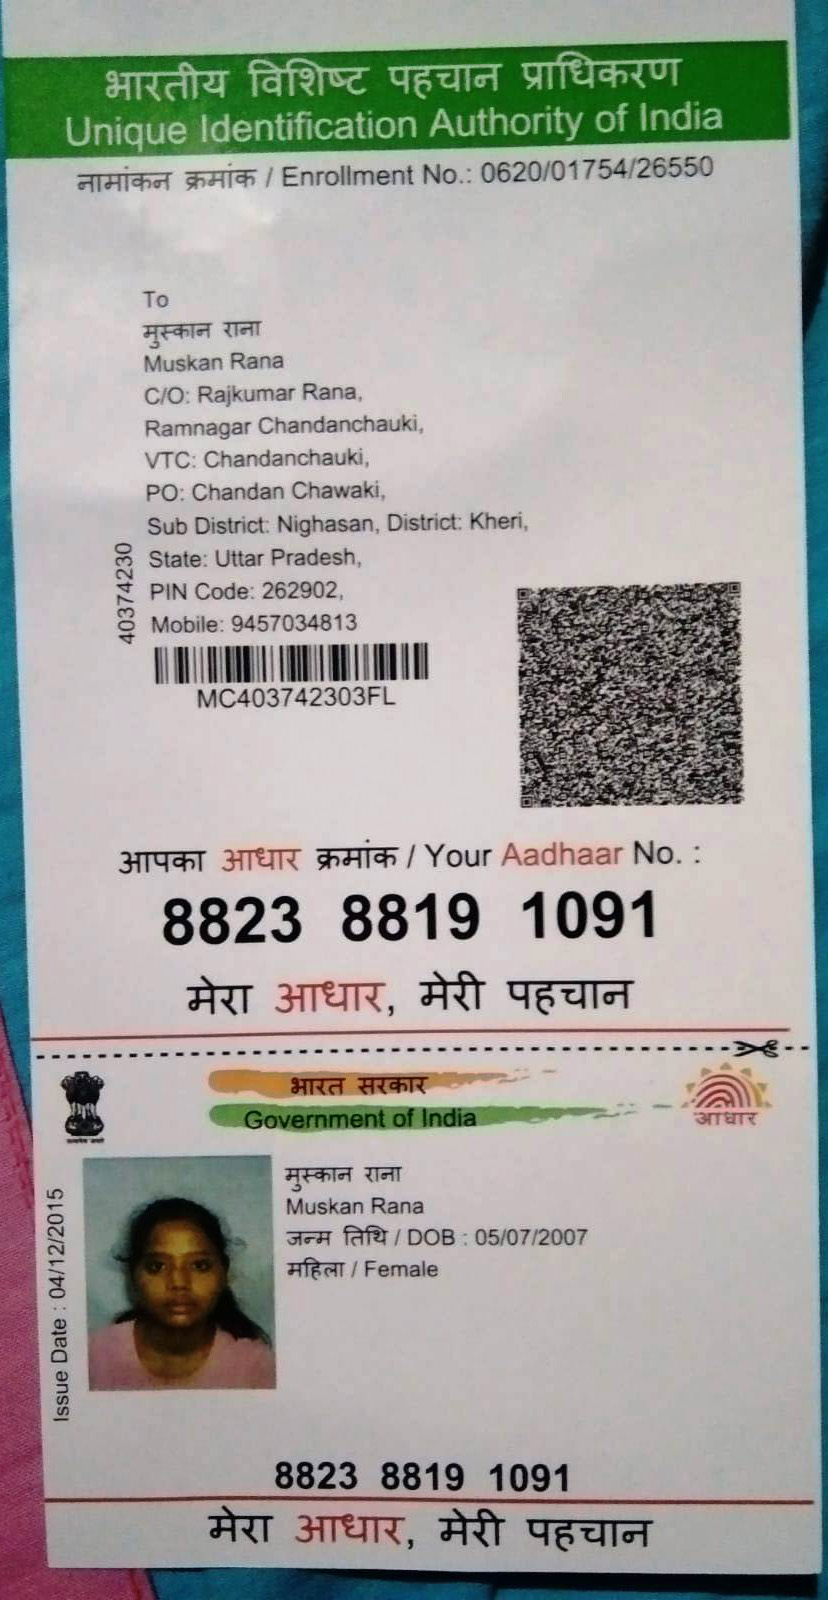 भारतीय विशिष्ट पहचान प्राधिकरण
Unique Identification Authority of India
नामांकन क्रमांक / Enrollment No.: 0620/01754/26550
To
मुस्कान राना
Muskan Rana
C/O: Rajkumar Rana,
Ramnagar Chandanchauki,
VTC: Chandanchauki,
PO: Chandan Chawaki,
Sub District: Nighasan, District: Kheri,
State: Uttar Pradesh,
PIN Code: 262902,
Mobile: 9457034813
40374230
MC403742303FL
आपका आधार क्रमांक / Your Aadhaar No. :
8823 8819 1091
मेरा आधार, मेरी पहचान
भारत सरकार
Government of India
आधार
मुस्कान राना
Muskan Rana
जन्म तिथि / DOB : 05/07/2007
महिला / Female
Issue Date : 04/12/2015
8823 8819 1091
मेरा आधार, मेरी पहचान